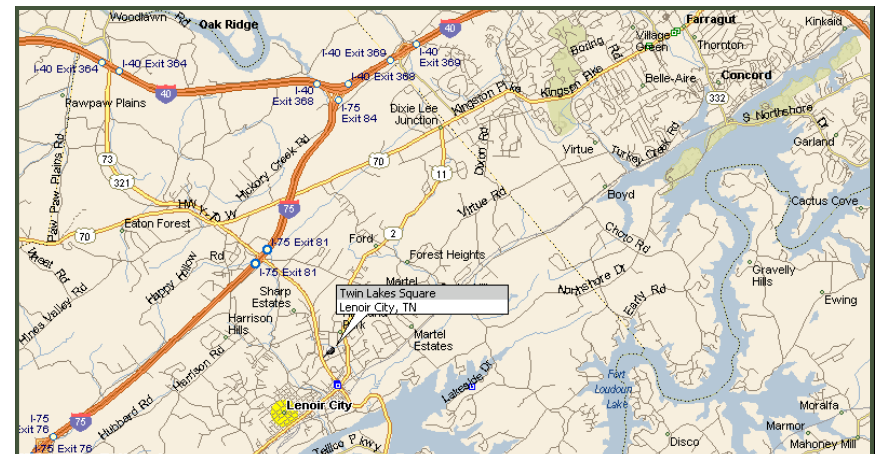 Woodlawn
Rd
Oak Ridge
40
Farragut
Kinkaid
Village
Green
Thornton
I-40 Exit 369
I-40
Exit 369
Boring
Rd
I-40 Exit 364
I-40 Exit 364
I-40 Exit 368
Belle-Aire
Concord
40
I-40
Exit 368
Kingston Pike
Kingston Pike
332
Pawpaw Plains
I-75
Exit 84
Dixie Lee
Junction
S. Northshore
Dr
Paw Paw Plains Rd
Virtue
Turkey Creek Rd
Garland
73
70
Dixon Rd
321
Hickory Creek Rd
11
Boyd
HWY-70 W
75
Virtue Rd
Cactus Cove
Eaton Forest
70
2
Ford
Choto Rd
I-75 Exit 81
Rd
Forest Heights
I-75 Exit 81
Happy Hollow
Gravelly
Hills
Northshore Dr
Early Rd
Martel
Sharp
Estates
Twin Lakes Square
Lenoir City, TN
Ewing
Hines Valley Rd
Harrison
Hills
Park
Martel
Estates
Harrison Rd
Lakeside Dr
Fort
Loudoun
Lake
Lenoir City
Moralfa
I-75
Exit 76
75
Hubbard Rd
Marmor
I-75 Exit 76
Tellico Pkwy
Disco
Mahoney Mill